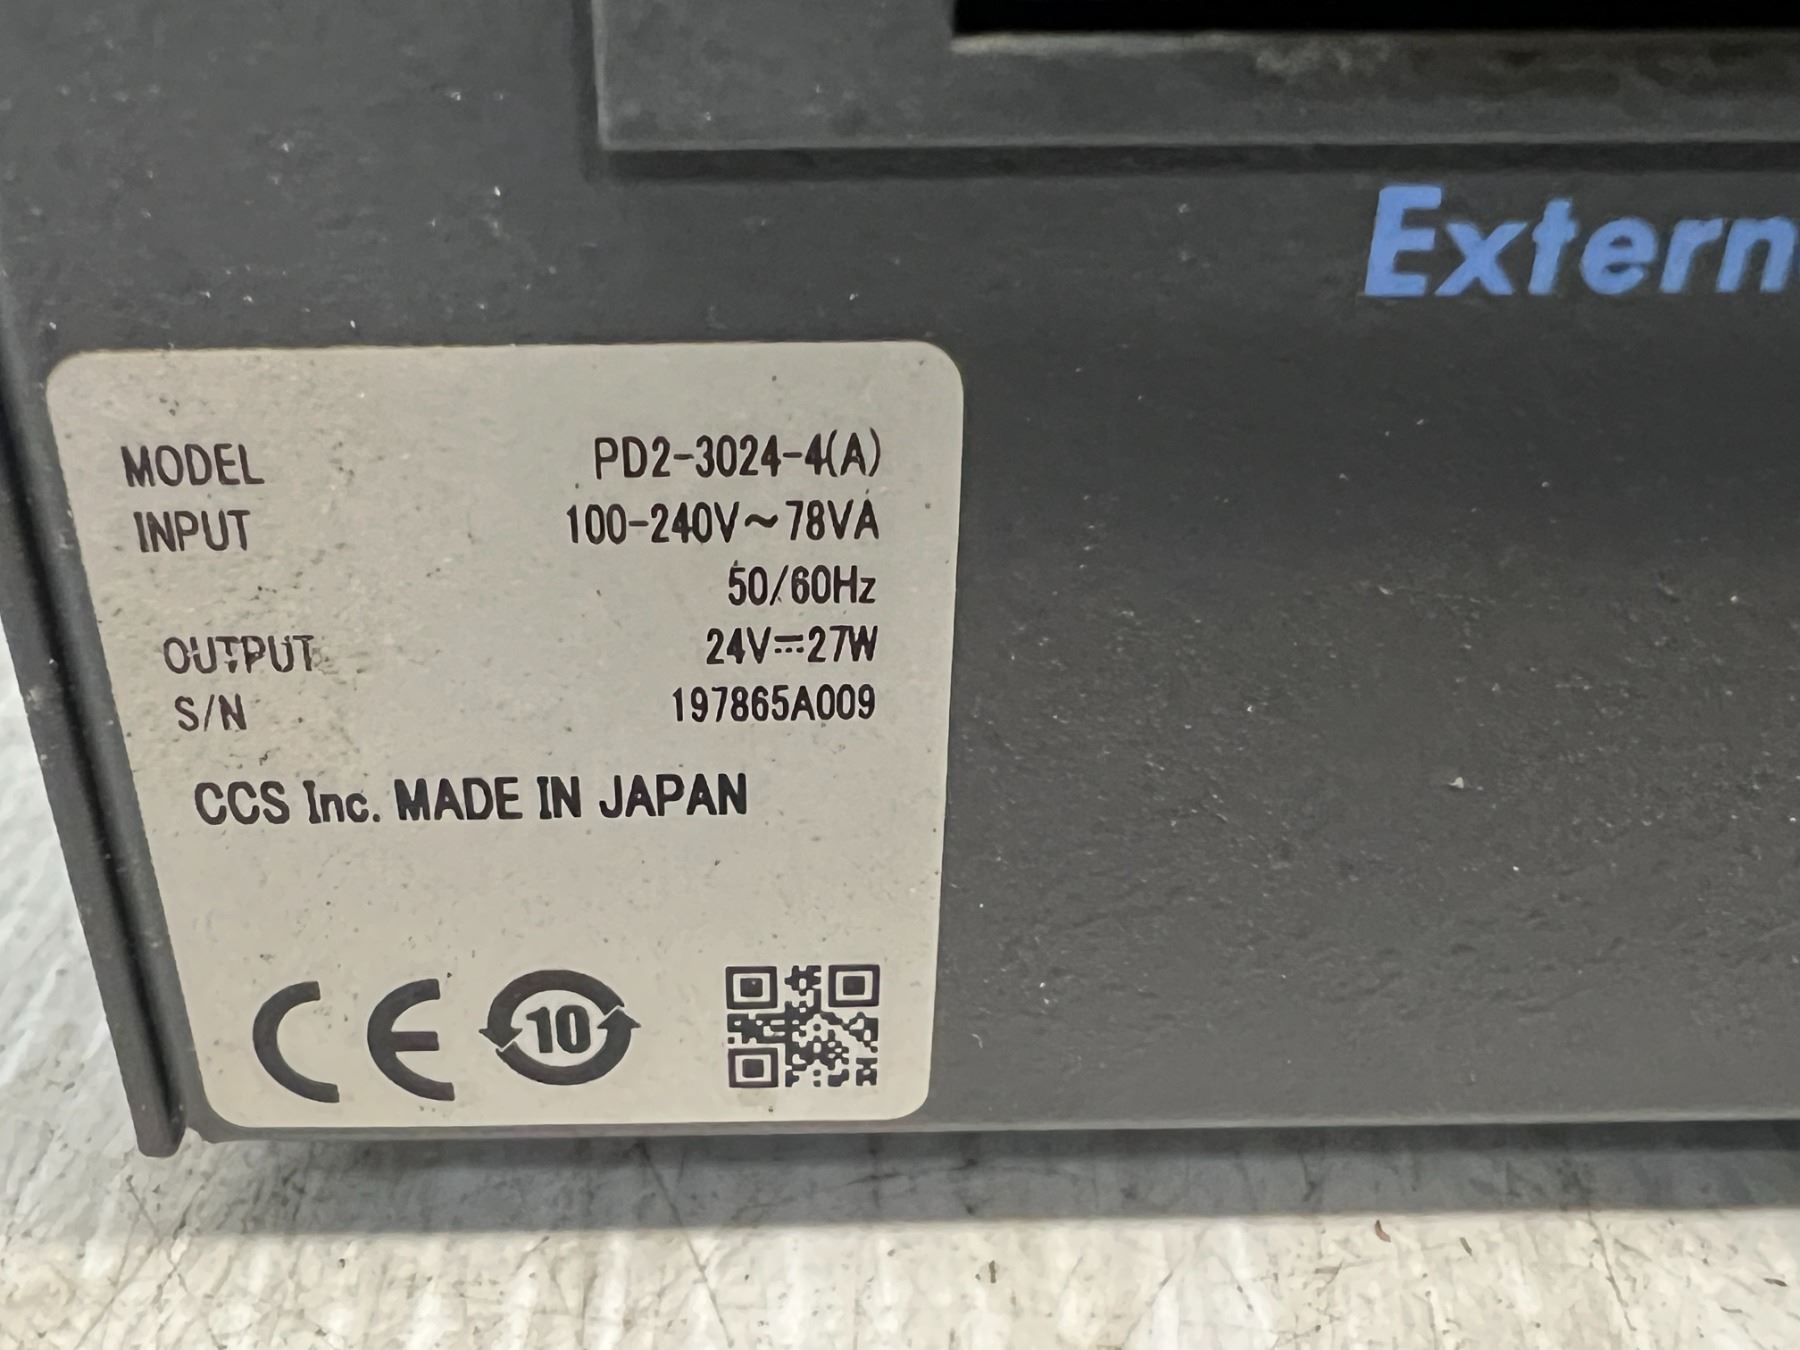 Extern
MODEL PD2-3024-4(A)
INPUT 100-240V~78VA
50/60Hz
OUTPUT 24V⎓27W
S/N 197865A009
CCS Inc. MADE IN JAPAN
CE 10